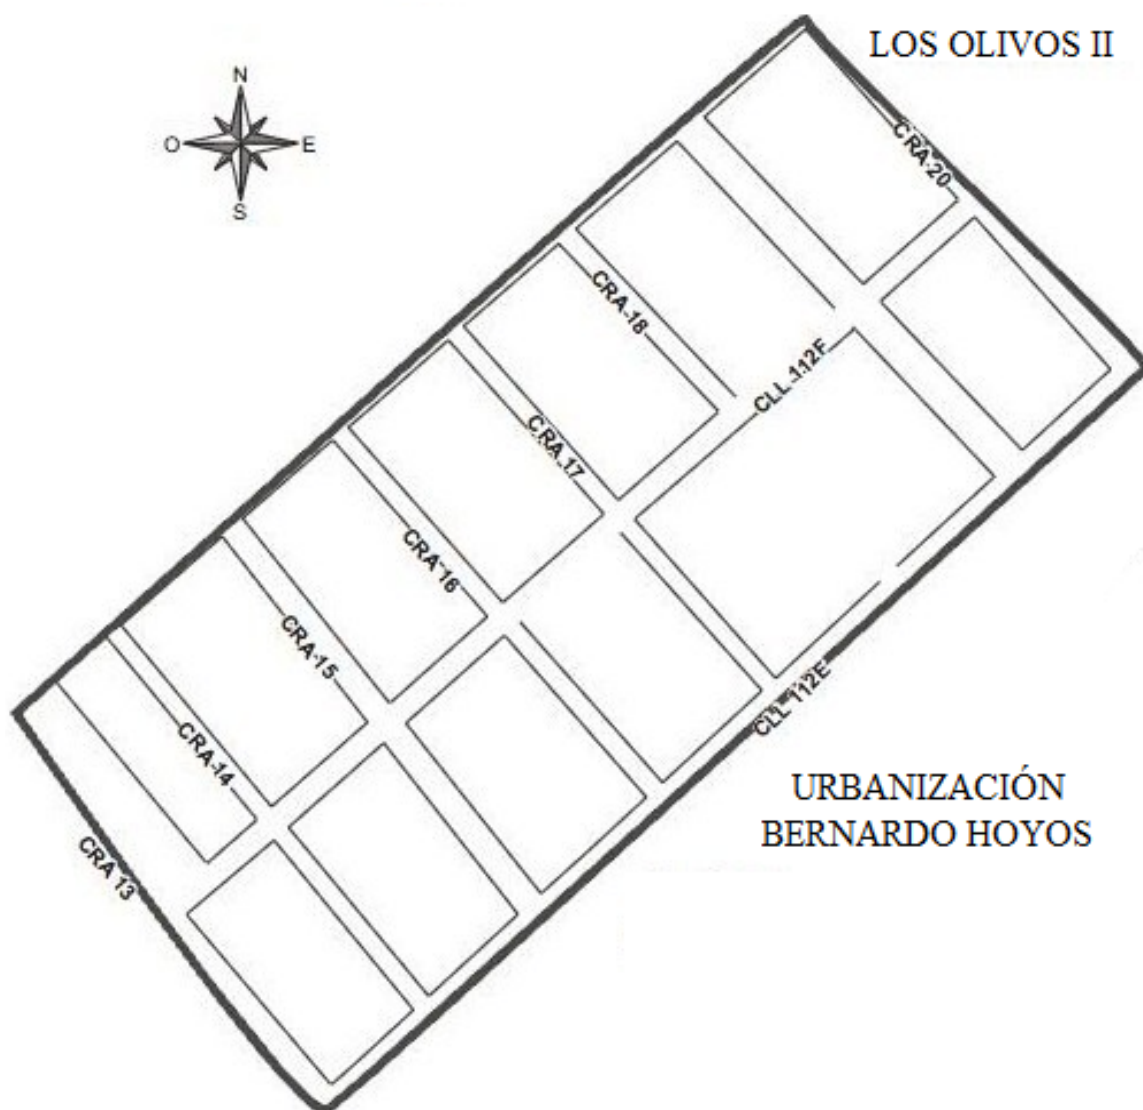 LOS OLIVOS II
N
O
E
S
CRA 20
CRA 18
CLL 112F
CRA 17
CRA 16
CRA 15
CRA 14
CRA 13
CLL 112E
URBANIZACIÓN
BERNARDO HOYOS